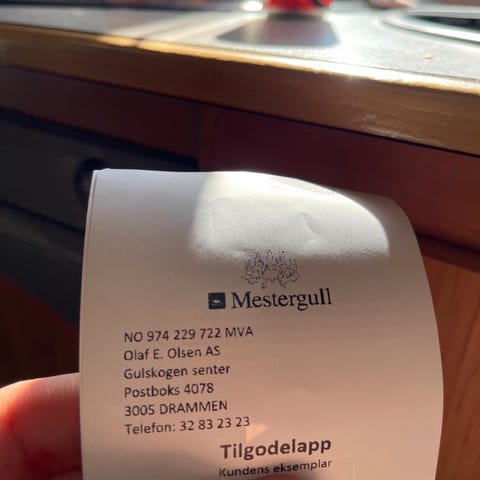 Mestergull
NO 974 229 722 MVA
Olaf E. Olsen AS
Gulskogen senter
Postboks 4078
3005 DRAMMEN
Telefon: 32 83 23 23
Tilgodelapp
Kundens eksemplar